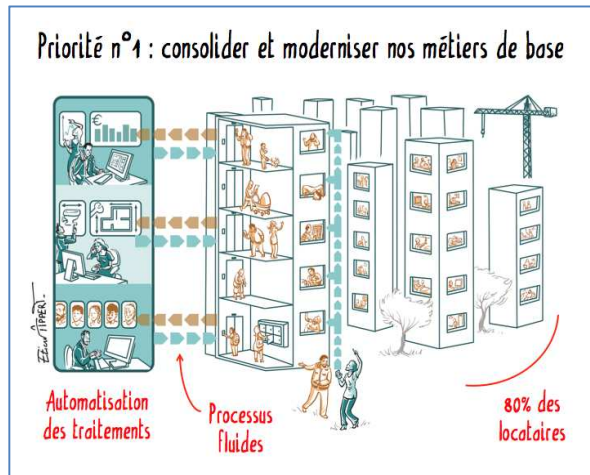 Priorité n°1 : consolider et moderniser nos métiers de base
€
Automatisation
des traitements
Processus
fluides
80% des
locataires